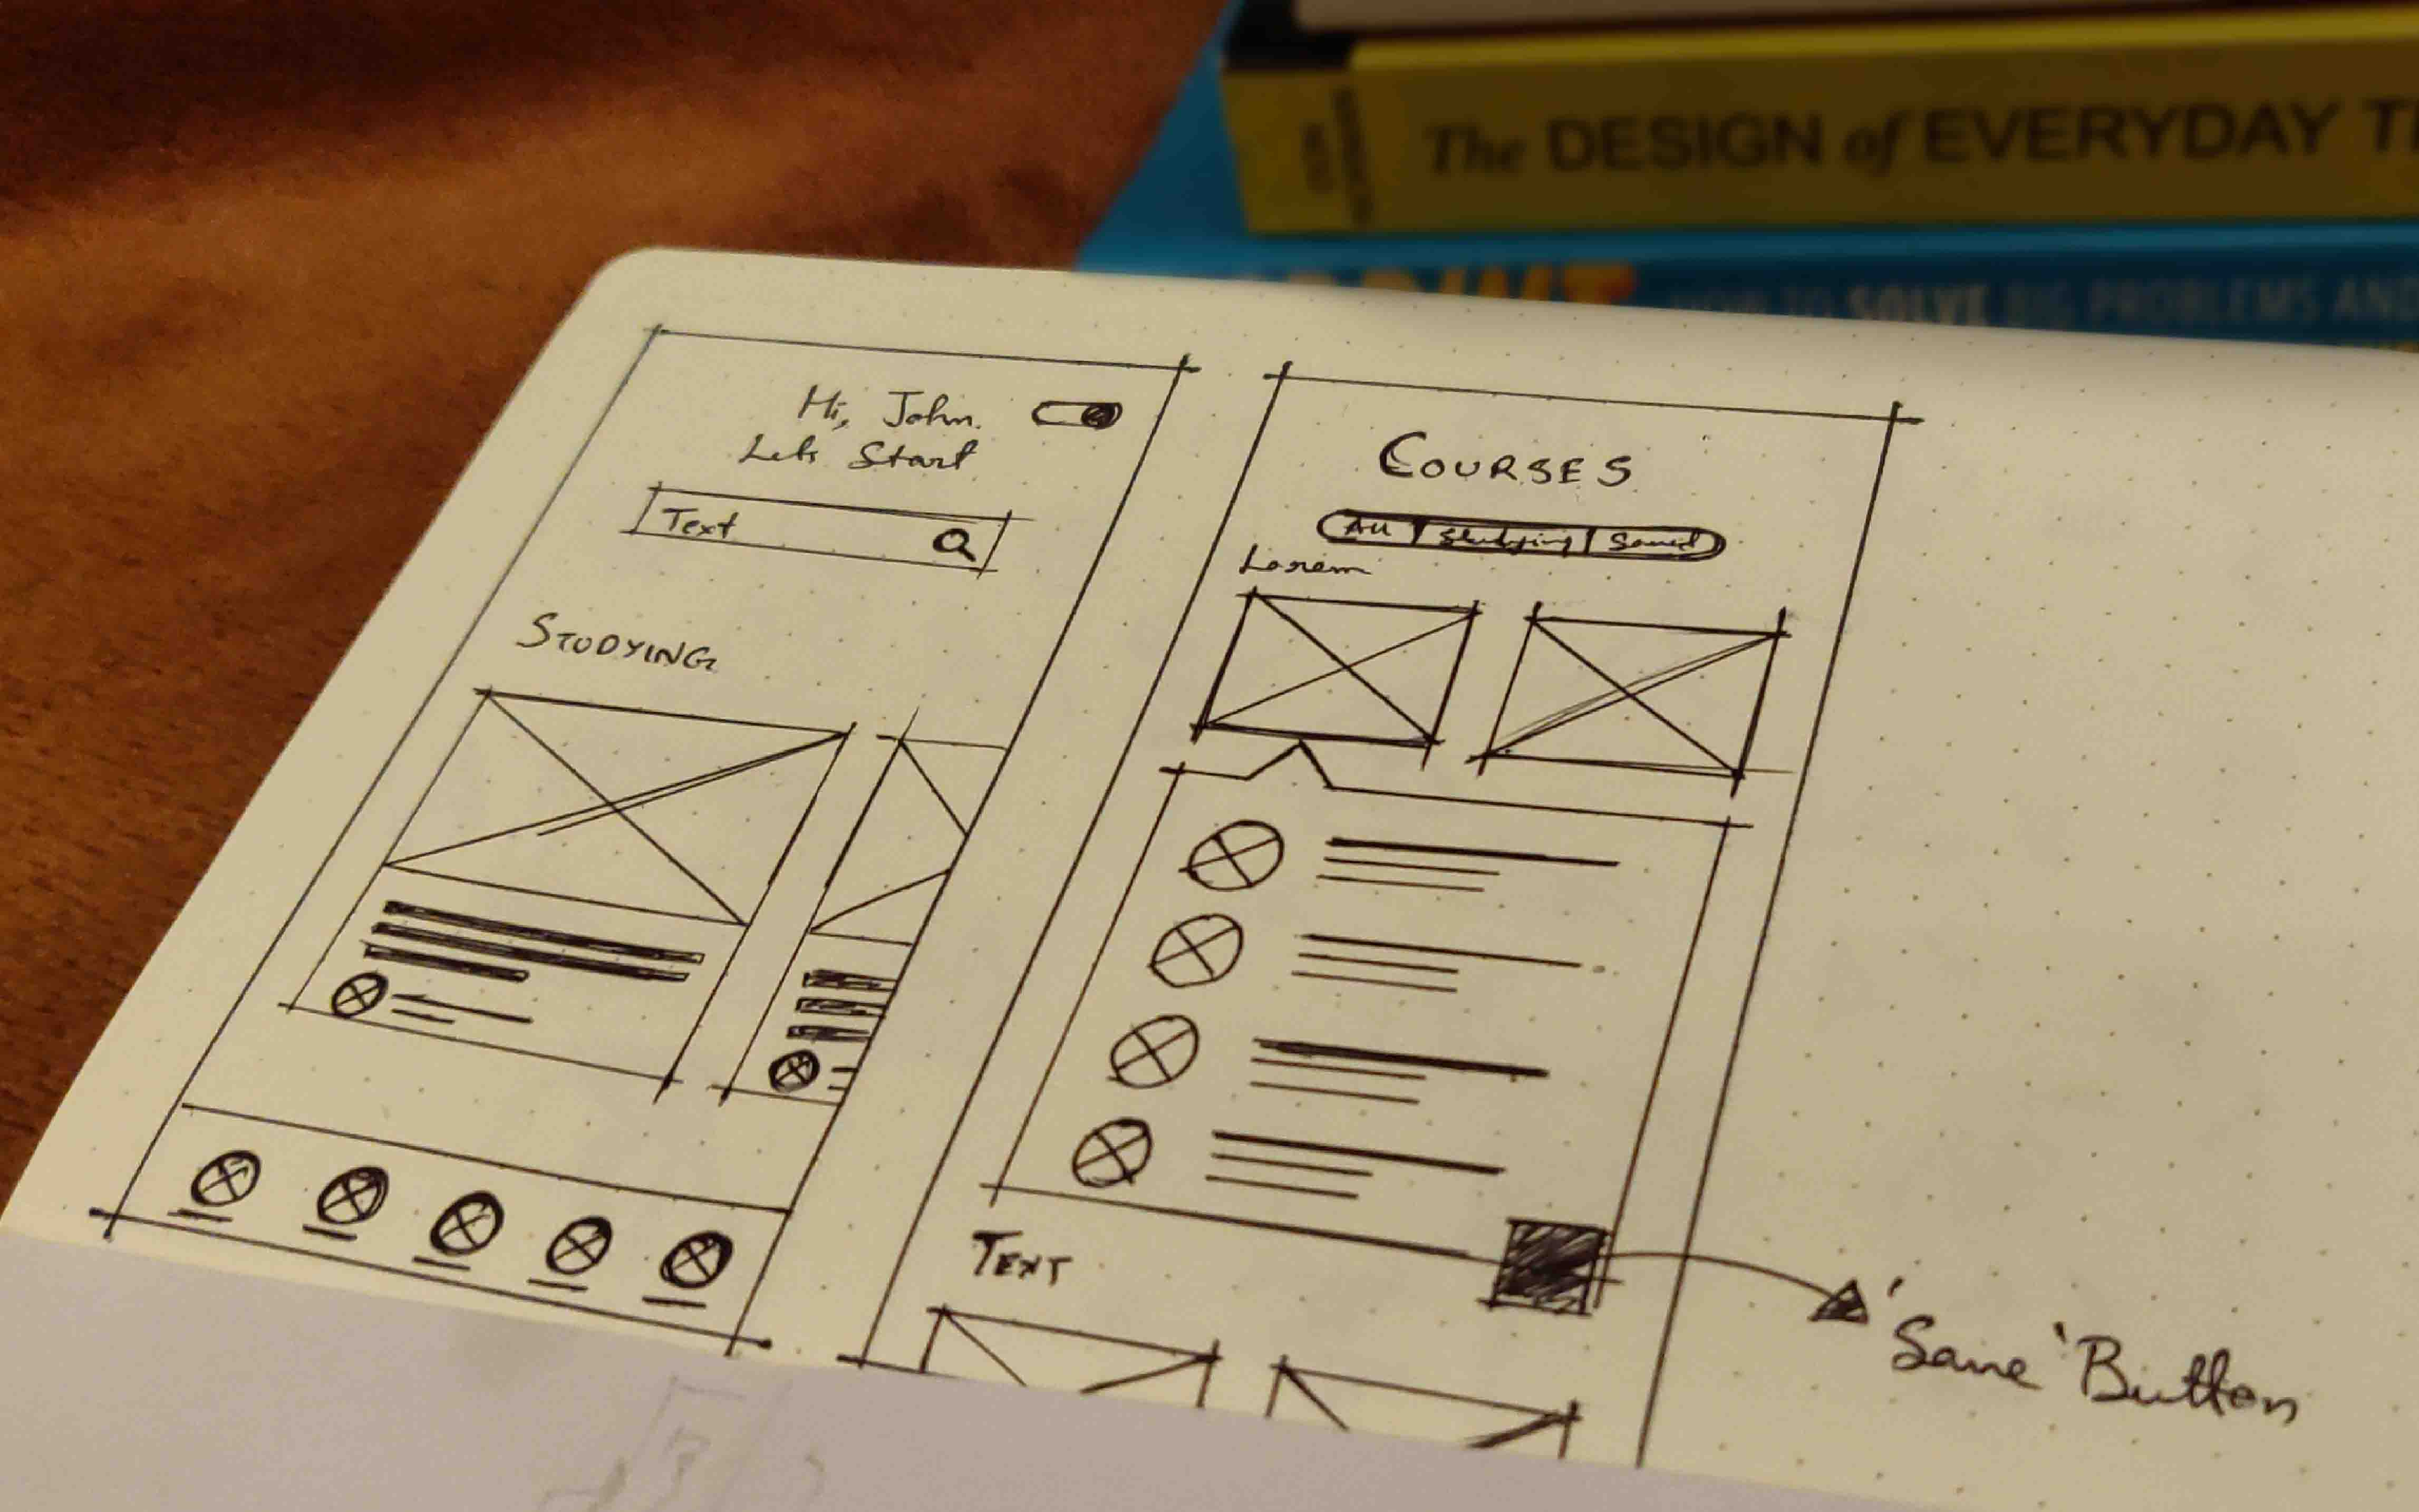 The DESIGN of EVERYDAY
HOW TO SOLVE BIG PROBLEMS AND
Hi, John.
Lets Start
Text
STUDYING
COURSES
All Studying Saved
Lorem
TEXT
'Save' Button